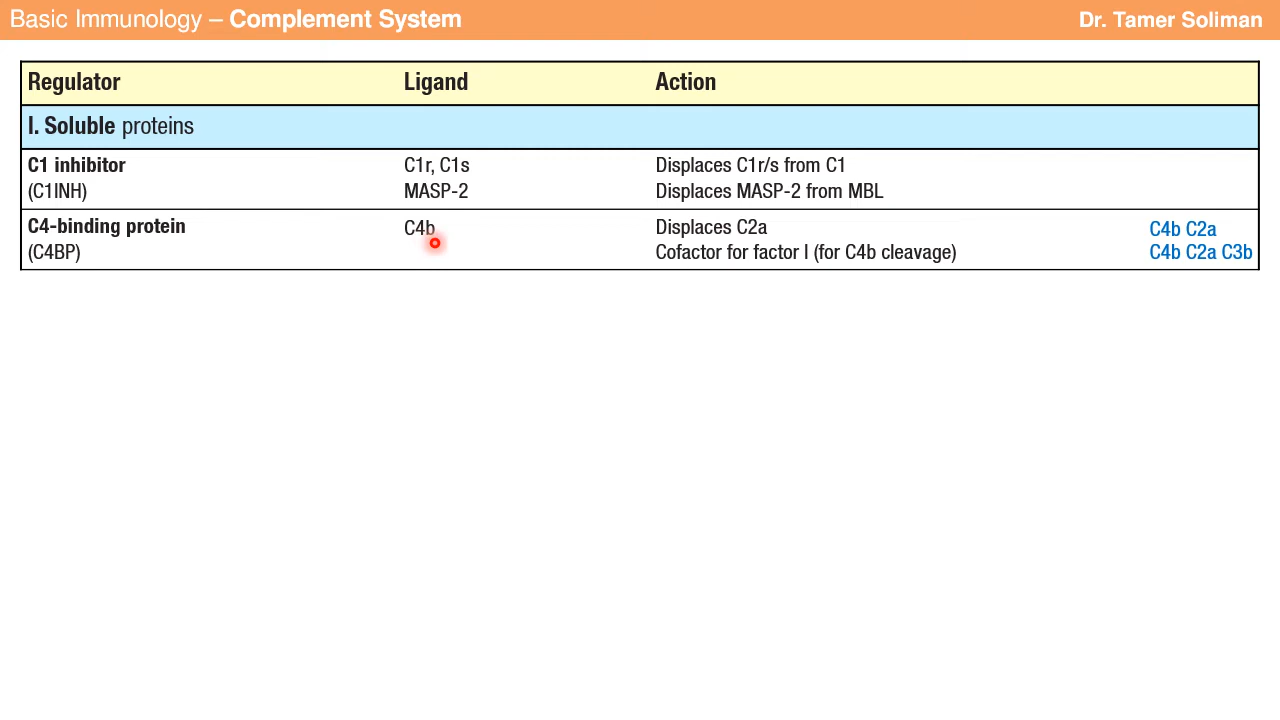 Basic Immunology – Complement System
Dr. Tamer Soliman
Regulator Ligand Action
I. Soluble proteins
C1 inhibitor C1r, C1s Displaces C1r/s from C1
(C1INH) MASP-2 Displaces MASP-2 from MBL
C4-binding protein C4b Displaces C2a C4b C2a
(C4BP) Cofactor for factor I (for C4b cleavage) C4b C2a C3b